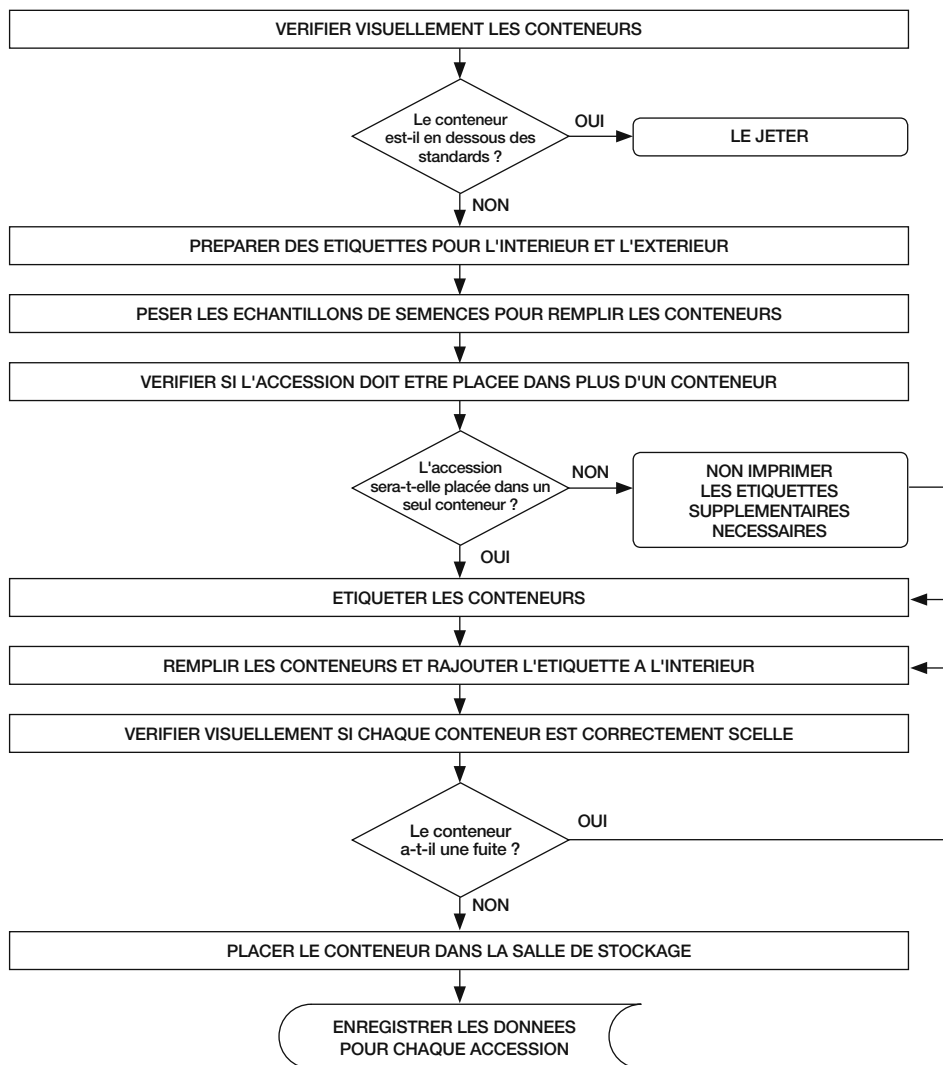 VERIFIER VISUELLEMENT LES CONTENEURS
Le conteneur
est-il en dessous des
standards ?
OUI
LE JETER
NON
PREPARER DES ETIQUETTES POUR L'INTERIEUR ET L'EXTERIEUR
PESER LES ECHANTILLONS DE SEMENCES POUR REMPLIR LES CONTENEURS
VERIFIER SI L'ACCESSION DOIT ETRE PLACEE DANS PLUS D'UN CONTENEUR
L'accession
sera-t-elle placée dans un
seul conteneur ?
NON
NON IMPRIMER
LES ETIQUETTES
SUPPLEMENTAIRES
NECESSAIRES
OUI
ETIQUETER LES CONTENEURS
REMPLIR LES CONTENEURS ET RAJOUTER L'ETIQUETTE A L'INTERIEUR
VERIFIER VISUELLEMENT SI CHAQUE CONTENEUR EST CORRECTEMENT SCELLE
Le conteneur
a-t-il une fuite ?
OUI
NON
PLACER LE CONTENEUR DANS LA SALLE DE STOCKAGE
ENREGISTRER LES DONNEES
POUR CHAQUE ACCESSION